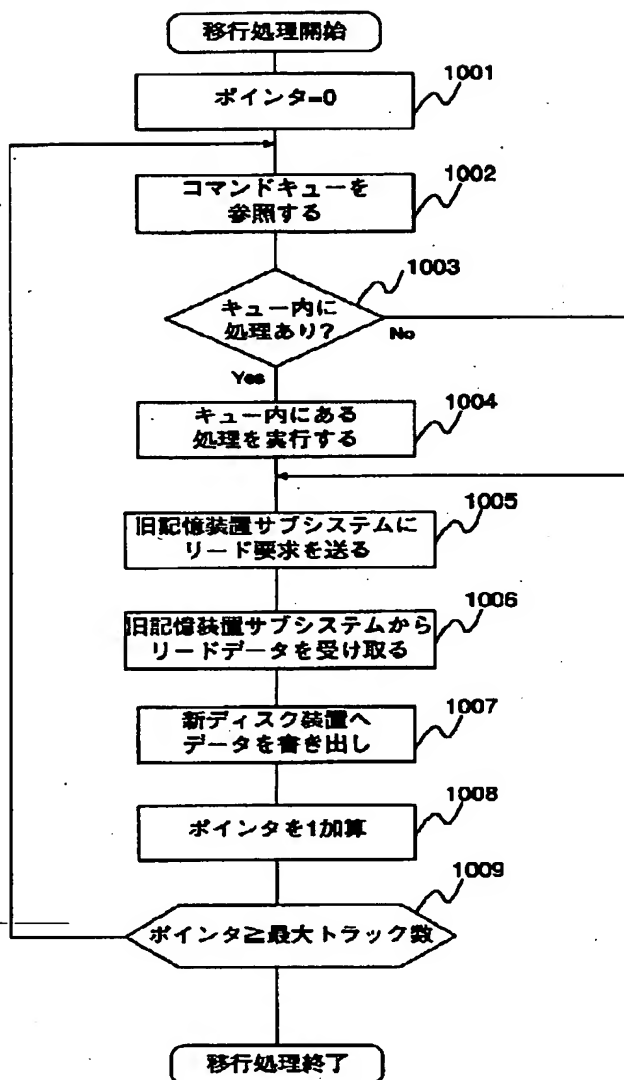 移行処理開始
1001
ポインタ=0
1002
コマンドキューを
参照する
1003
キュー内に
処理あり?
No
Yes
1004
キュー内にある
処理を実行する
1005
旧記憶装置サブシステムに
リード要求を送る
1006
旧記憶装置サブシステムから
リードデータを受け取る
1007
新ディスク装置へ
データを書き出し
1008
ポインタを1加算
1009
ポインタ≧最大トラック数
移行処理終了